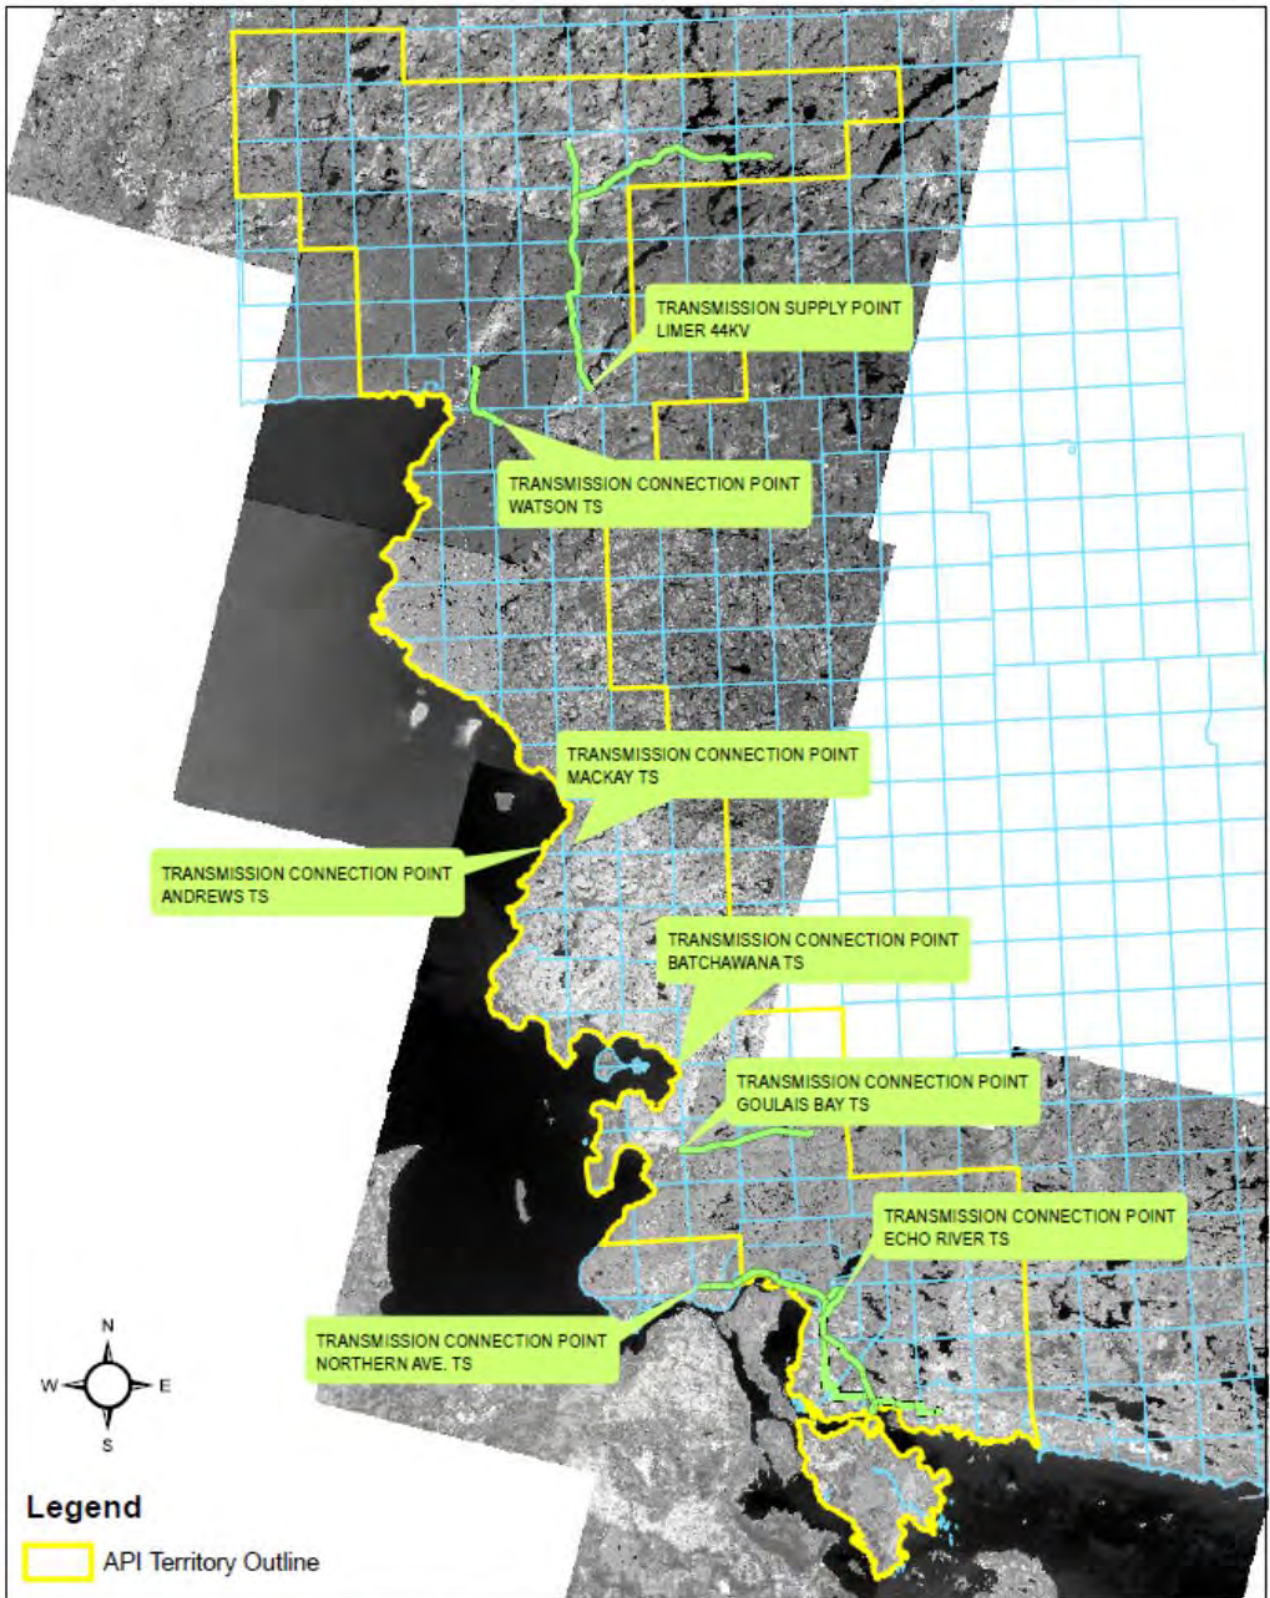 TRANSMISSION SUPPLY POINT
LIMER 44KV
TRANSMISSION CONNECTION POINT
WATSON TS
TRANSMISSION CONNECTION POINT
MACKAY TS
TRANSMISSION CONNECTION POINT
ANDREWS TS
TRANSMISSION CONNECTION POINT
BATCHAWANA TS
TRANSMISSION CONNECTION POINT
GOULAIS BAY TS
TRANSMISSION CONNECTION POINT
ECHO RIVER TS
TRANSMISSION CONNECTION POINT
NORTHERN AVE. TS
N
W E
S
Legend
API Territory Outline